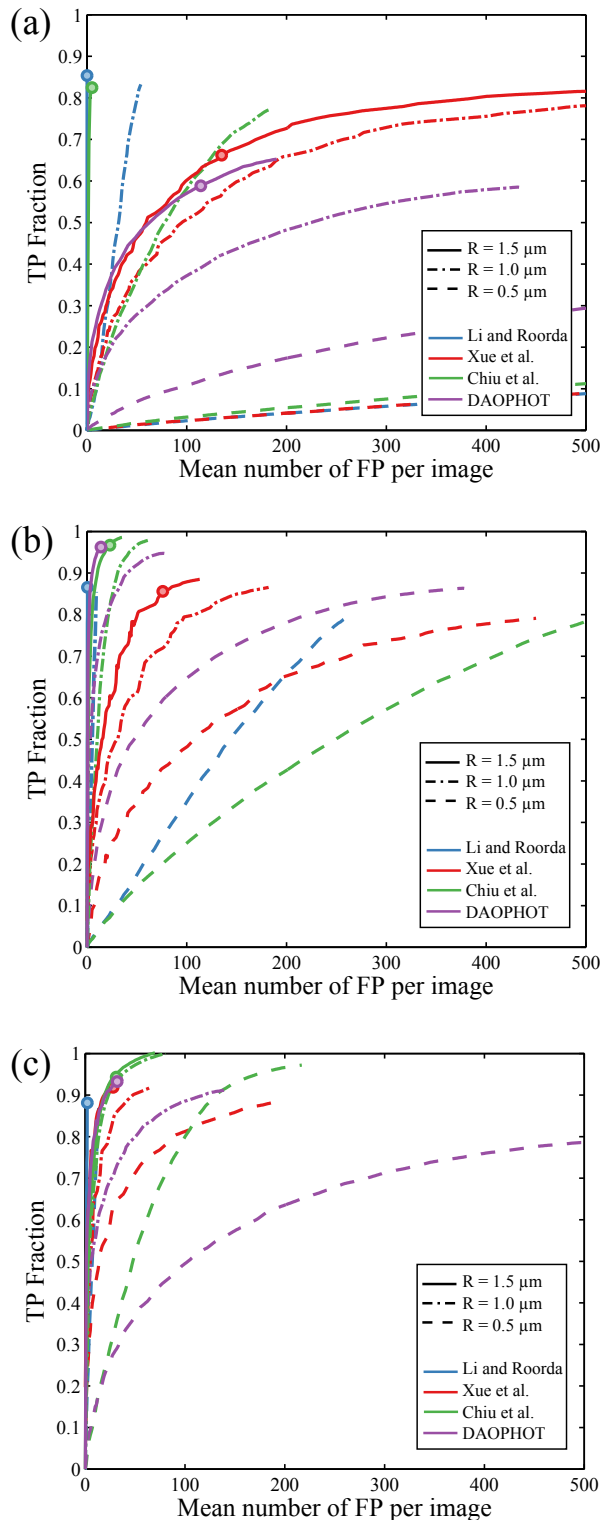 (a)
1
0.9
0.8
0.7
0.6
0.5
0.4
0.3
0.2
0.1
0
TP Fraction
R = 1.5 µm
R = 1.0 µm
R = 0.5 µm
Li and Roorda
Xue et al.
Chiu et al.
DAOPHOT
0 100 200 300 400 500
Mean number of FP per image
(b)
1
0.9
0.8
0.7
0.6
0.5
0.4
0.3
0.2
0.1
0
TP Fraction
R = 1.5 µm
R = 1.0 µm
R = 0.5 µm
Li and Roorda
Xue et al.
Chiu et al.
DAOPHOT
0 100 200 300 400 500
Mean number of FP per image
(c)
1
0.9
0.8
0.7
0.6
0.5
0.4
0.3
0.2
0.1
0
TP Fraction
R = 1.5 µm
R = 1.0 µm
R = 0.5 µm
Li and Roorda
Xue et al.
Chiu et al.
DAOPHOT
0 100 200 300 400 500
Mean number of FP per image